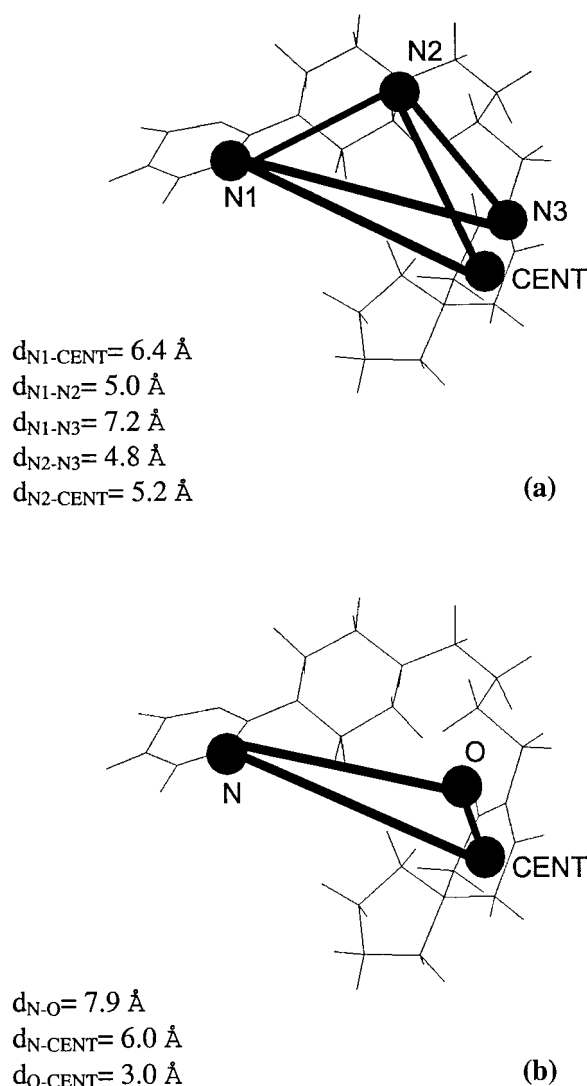 N2
N1
N3
CENT
d_N1-CENT= 6.4 Å
d_N1-N2= 5.0 Å
d_N1-N3= 7.2 Å
d_N2-N3= 4.8 Å
d_N2-CENT= 5.2 Å
(a)
O
N
CENT
d_N-O= 7.9 Å
d_N-CENT= 6.0 Å
d_O-CENT= 3.0 Å
(b)